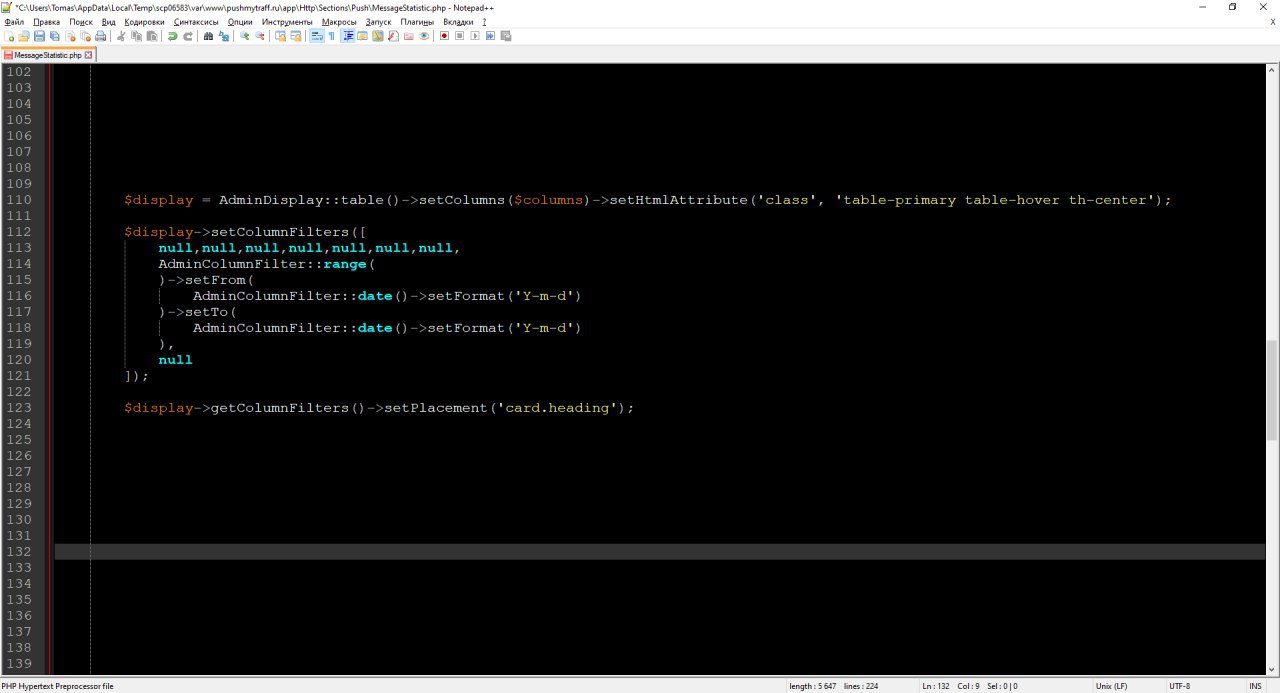 *C:\Users\Tomas\AppData\Local\Temp\scp06583\var\www\pushmytraff.ru\app\Http\Sections\Push\MessageStatistic.php - Notepad++
Файл Правка Поиск Вид Кодировки Синтаксисы Опции Инструменты Макросы Запуск Плагины Вкладки ? X
MessageStatistic.php
102
103
104
105
106
107
108
109
110 $display = AdminDisplay::table()->setColumns($columns)->setHtmlAttribute('class', 'table-primary table-hover th-center');
111
112 $display->setColumnFilters([
113 null,null,null,null,null,null,null,
114 AdminColumnFilter::range(
115 )->setFrom(
116 AdminColumnFilter::date()->setFormat('Y-m-d')
117 )->setTo(
118 AdminColumnFilter::date()->setFormat('Y-m-d')
119 ),
120 null
121 ]);
122
123 $display->getColumnFilters()->setPlacement('card.heading');
124
125
126
127
128
129
130
131
132
133
134
135
136
137
138
139
PHP Hypertext Preprocessor file length : 5 647 lines : 224 Ln : 132 Col : 9 Sel : 0 | 0 Unix (LF) UTF-8 INS